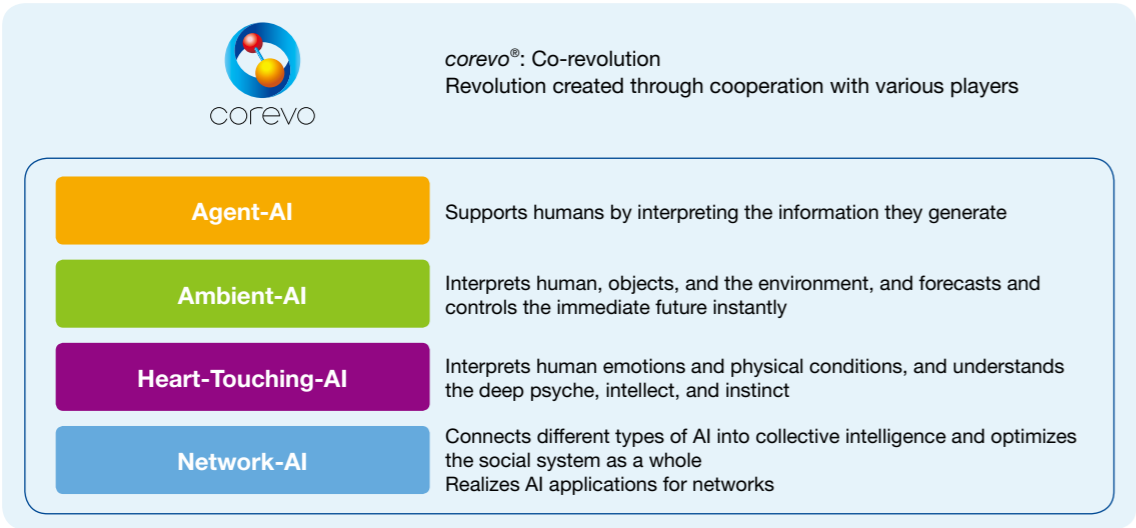 corevo
corevo®: Co-revolution
Revolution created through cooperation with various players
Agent-AI
Supports humans by interpreting the information they generate
Ambient-AI
Interprets human, objects, and the environment, and forecasts and
controls the immediate future instantly
Heart-Touching-AI
Interprets human emotions and physical conditions, and understands
the deep psyche, intellect, and instinct
Network-AI
Connects different types of AI into collective intelligence and optimizes
the social system as a whole
Realizes AI applications for networks